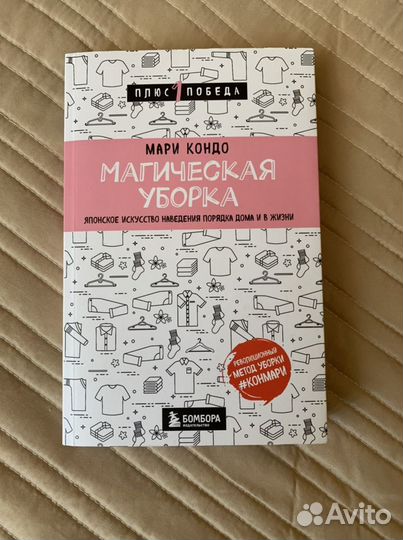 ПЛЮС 1 ПОБЕДА
МАРИ КОНДО
МАГИЧЕСКАЯ
УБОРКА
ЯПОНСКОЕ ИСКУССТВО НАВЕДЕНИЯ ПОРЯДКА ДОМА И В ЖИЗНИ
РЕВОЛЮЦИОННЫЙ
МЕТОД УБОРКИ
#КОНМАРИ
БОМБОРА
ИЗДАТЕЛЬСТВО
Avito